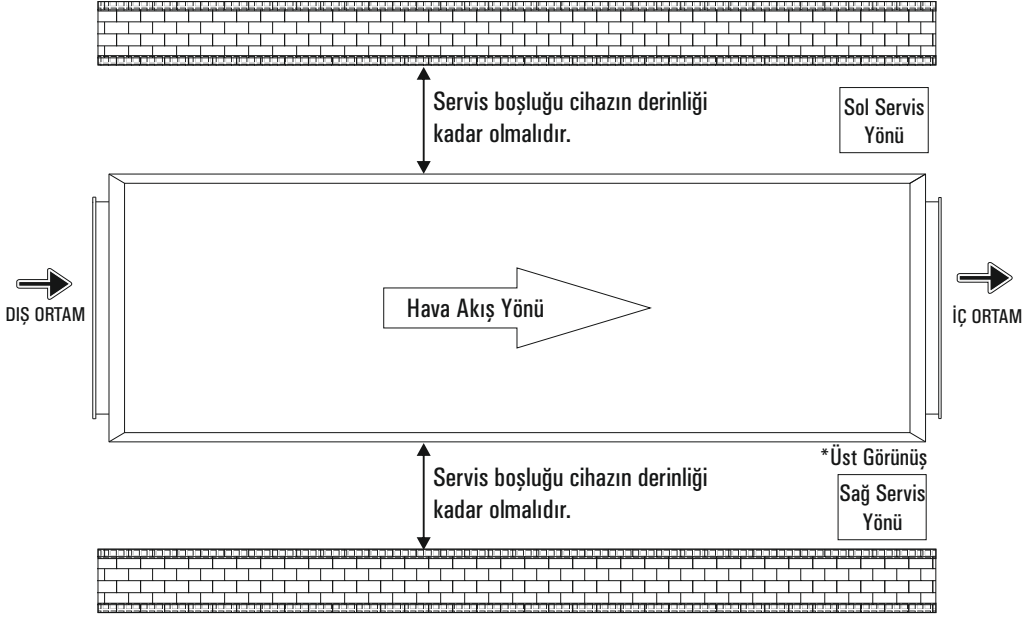 Servis boşluğu cihazın derinliği
kadar olmalıdır.
Sol Servis
Yönü
DIŞ ORTAM
Hava Akış Yönü
İÇ ORTAM
*Üst Görünüş
Servis boşluğu cihazın derinliği
kadar olmalıdır.
Sağ Servis
Yönü